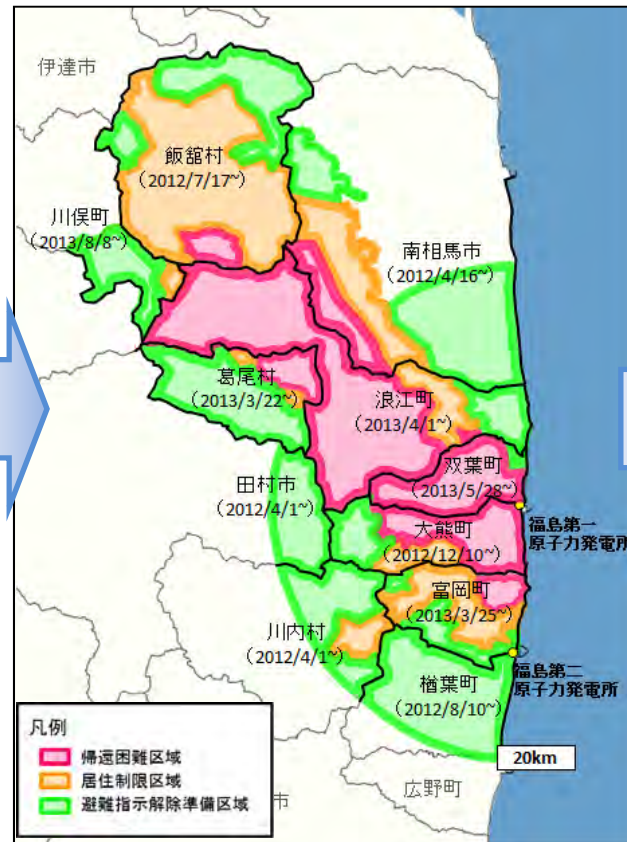 伊達市
飯舘村
(2012/7/17~)
川俣町
(2013/8/8~)
南相馬市
(2012/4/16~)
葛尾村
(2013/3/22~)
浪江町
(2013/4/1~)
双葉町
(2013/5/28~)
田村市
(2012/4/1~)
福島第一
原子力発電所
大熊町
(2012/12/10~)
富岡町
(2013/3/25~)
川内村
(2012/4/1~)
福島第二
原子力発電所
楢葉町
(2012/8/10~)
凡例
帰還困難区域
居住制限区域
避難指示解除準備区域
20km
広野町
市